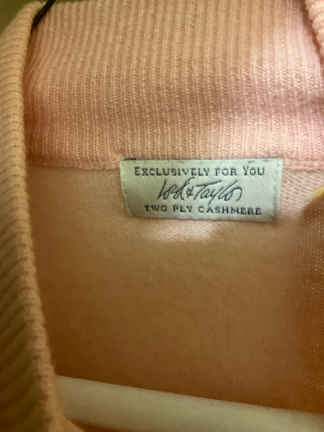 EXCLUSIVELY FOR YOU
Lord & Taylor
TWO PLY CASHMERE